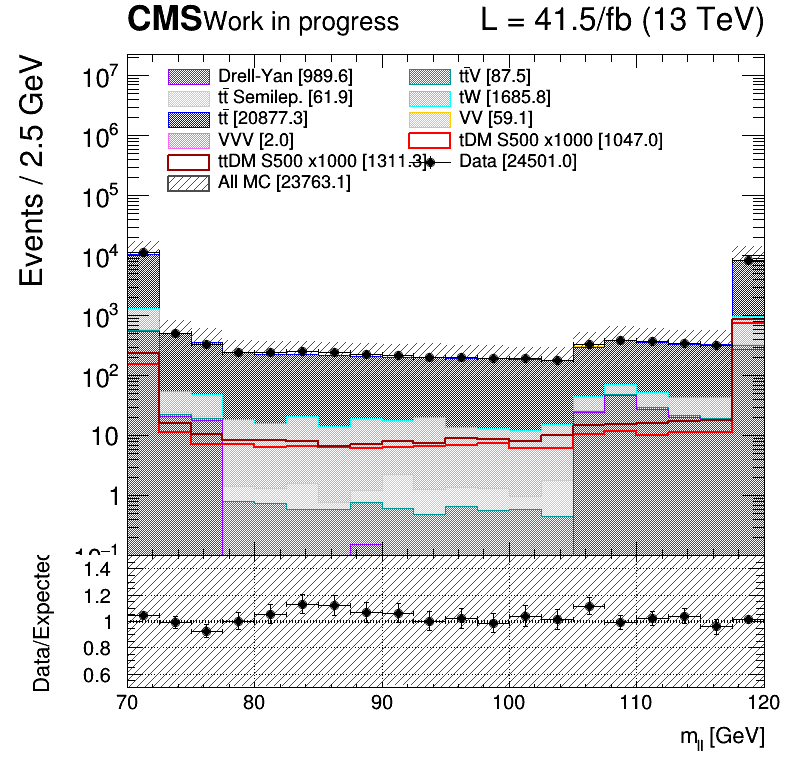 CMS Work in progress L = 41.5/fb (13 TeV)
Events / 2.5 GeV
10⁷
10⁶
10⁵
10⁴
10³
10²
10
1
10⁻¹
Drell-Yan [989.6]
tt̄ Semilep. [61.9]
tt̄ [20877.3]
VVV [2.0]
ttDM S500 x1000 [1311.3]
All MC [23763.1]
tt̄V [87.5]
tW [1685.8]
VV [59.1]
tDM S500 x1000 [1047.0]
Data [24501.0]
Data/Expected
1.4
1.2
1
0.8
0.6
70 80 90 100 110 120
m_ll [GeV]